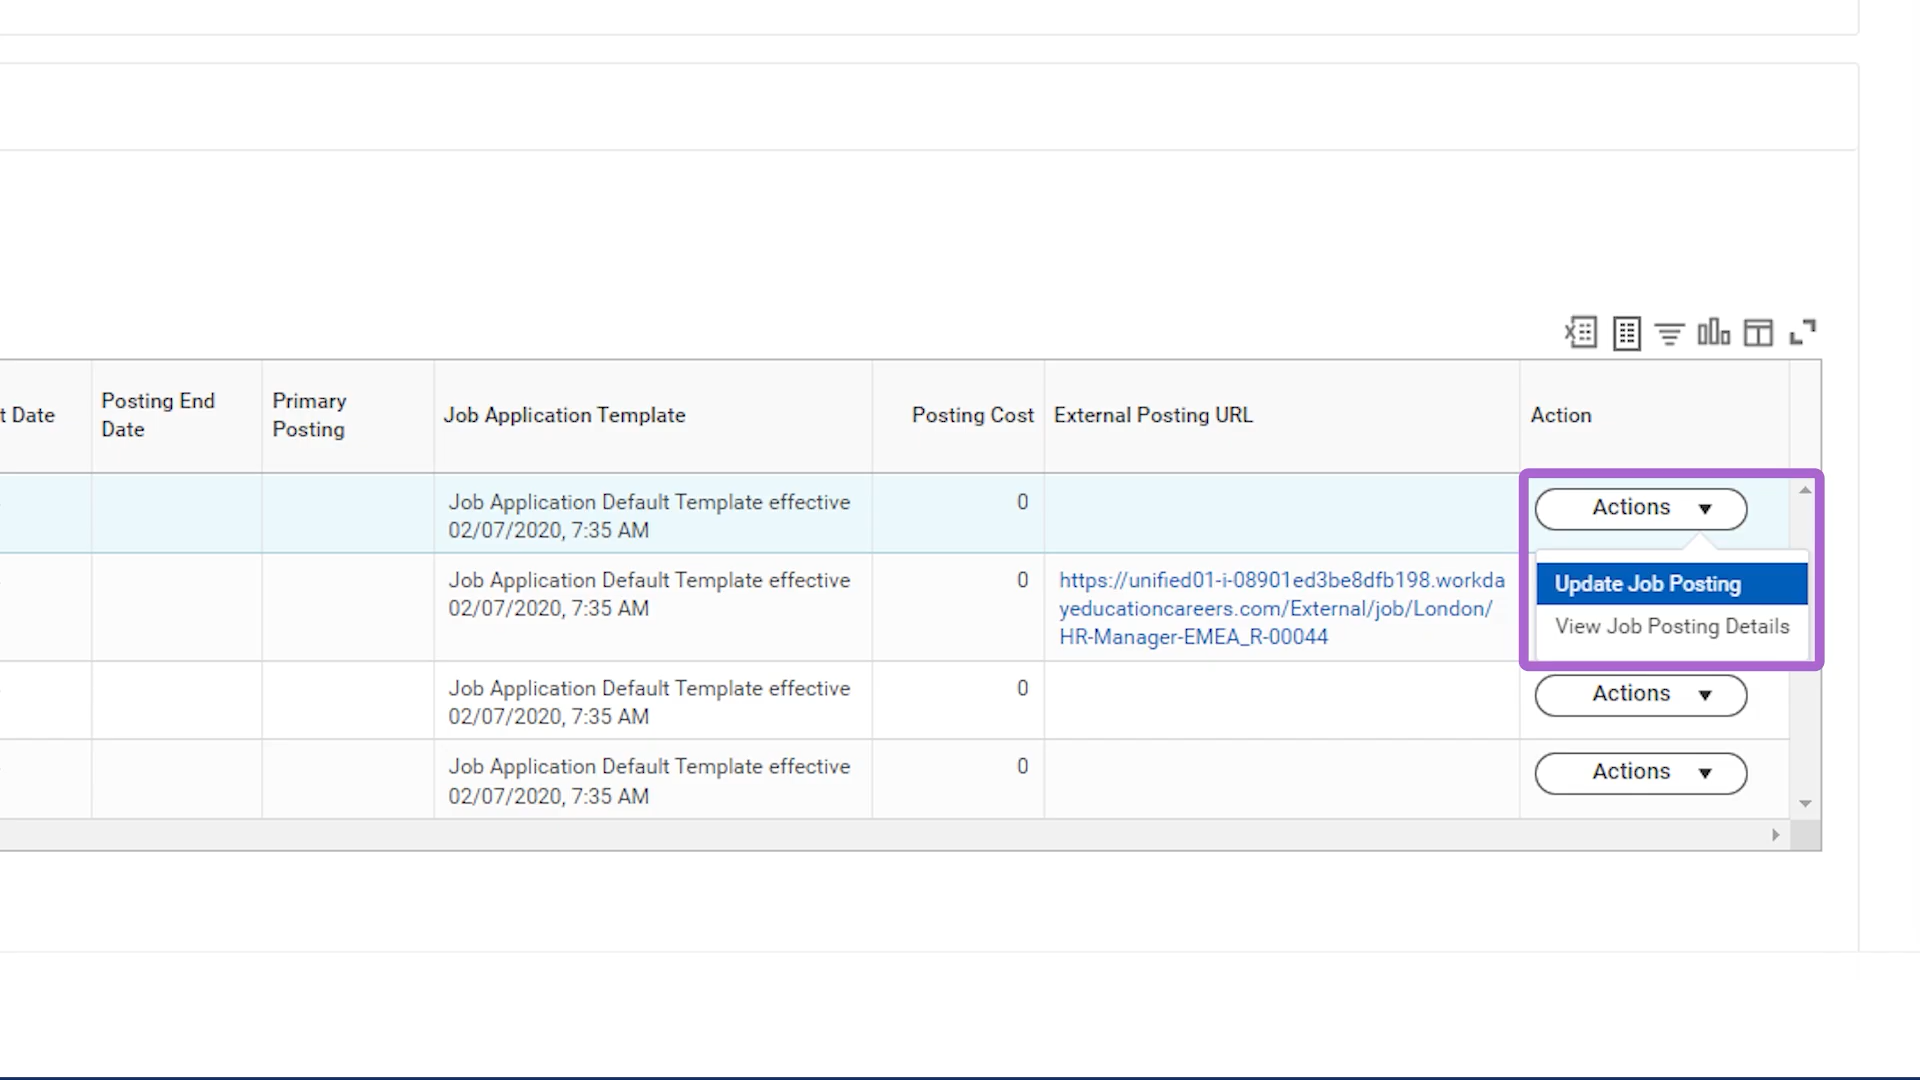 t Date
Posting End
Date
Primary
Posting
Job Application Template
Posting Cost
External Posting URL
Action
Job Application Default Template effective
02/07/2020, 7:35 AM
0
Actions
Update Job Posting
View Job Posting Details
Job Application Default Template effective
02/07/2020, 7:35 AM
0
https://unified01-i-08901ed3be8dfb198.workda
yeducationcareers.com/External/job/London/
HR-Manager-EMEA_R-00044
Job Application Default Template effective
02/07/2020, 7:35 AM
0
Actions
Job Application Default Template effective
02/07/2020, 7:35 AM
0
Actions